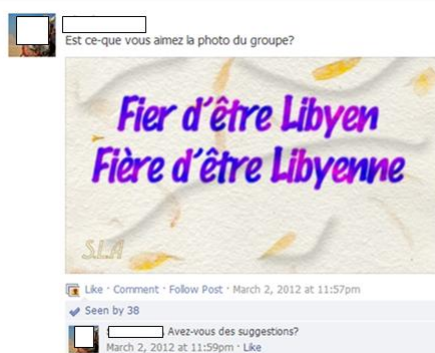 Est ce-que vous aimez la photo du groupe?
Fier d'être Libyen
Fière d'être Libyenne
S.L.A
Like · Comment · Follow Post · March 2, 2012 at 11:57pm
Seen by 38
, Avez-vous des suggestions?
March 2, 2012 at 11:59pm · Like